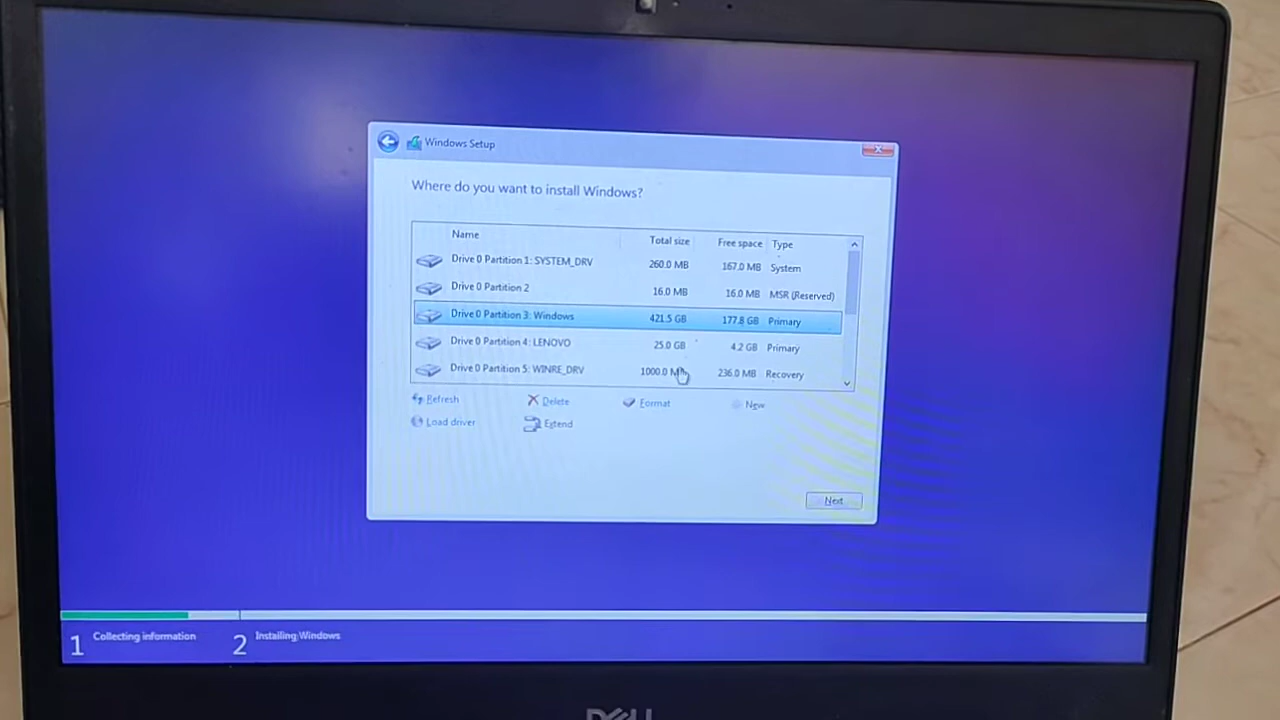 Windows Setup
Where do you want to install Windows?
Name Total size Free space Type
Drive 0 Partition 1: SYSTEM_DRV 260.0 MB 167.0 MB System
Drive 0 Partition 2 16.0 MB 16.0 MB MSR (Reserved)
Drive 0 Partition 3: Windows 421.5 GB 177.8 GB Primary
Drive 0 Partition 4: LENOVO 25.0 GB 4.2 GB Primary
Drive 0 Partition 5: WINRE_DRV 1000.0 MB 236.0 MB Recovery
Refresh Delete Format New
Load driver Extend
Next
1 Collecting information 2 Installing Windows
DELL